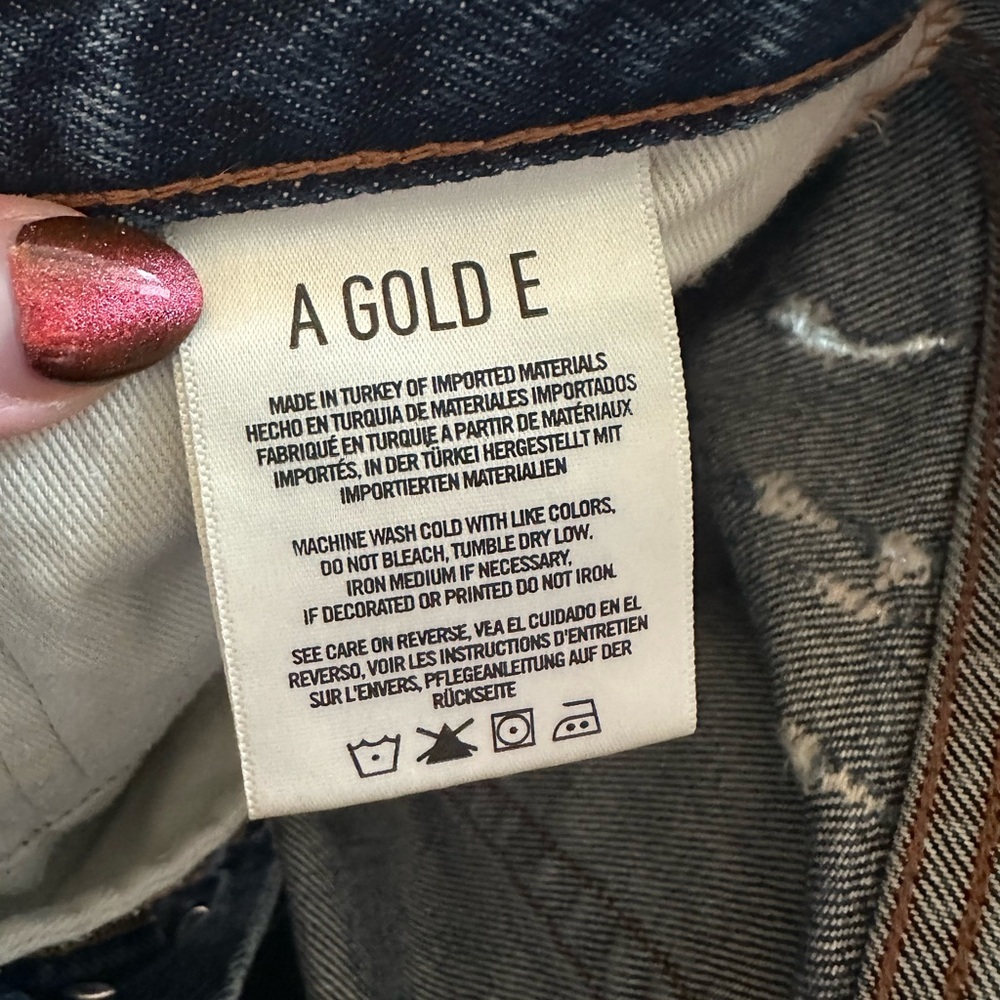 A GOLD E
MADE IN TURKEY OF IMPORTED MATERIALS
HECHO EN TURQUIA DE MATERIALES IMPORTADOS
FABRIQUÉ EN TURQUIE A PARTIR DE MATÉRIAUX
IMPORTÉS, IN DER TÜRKEI HERGESTELLT MIT
IMPORTIERTEN MATERIALIEN
MACHINE WASH COLD WITH LIKE COLORS,
DO NOT BLEACH, TUMBLE DRY LOW.
IRON MEDIUM IF NECESSARY,
IF DECORATED OR PRINTED DO NOT IRON.
SEE CARE ON REVERSE, VEA EL CUIDADO EN EL
REVERSO, VOIR LES INSTRUCTIONS D'ENTRETIEN
SUR L'ENVERS, PFLEGEANLEITUNG AUF DER
RÜCKSEITE